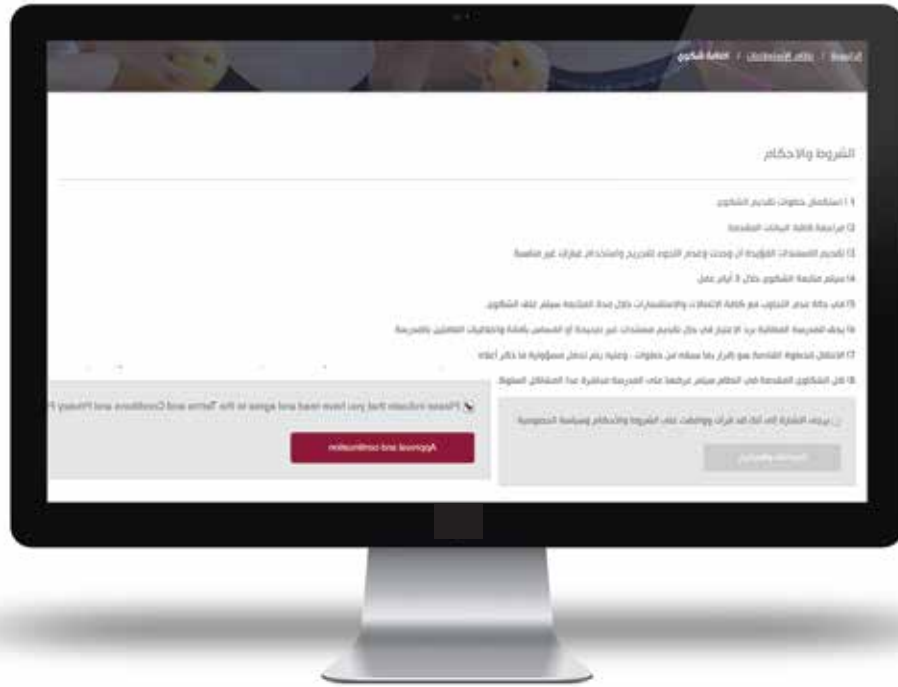 الرئيسية / نظام الاستعلامات / اضافة شكوى
الشروط والاحكام
1) استكمال خطوات تقديم الشكوى
2) مراجعة كافة البيانات المقدمة
3) تقديم المستندات المؤيدة ان وجدت وعدم اللجوء للتجريح واستخدام عبارات غير مناسبة
4) سيتم متابعة الشكوى خلال 3 أيام عمل
5) في حالة عدم التجاوب مع كافة الاتصالات والاستفسارات خلال مدة المتابعة سيتم غلق الشكوى
6) يحق للمدرسة المطالبة برد الاعتبار في حال تقديم مستندات غير صحيحة أو المساس بأمانة واخلاقيات العاملين بالمدرسة
7) الانتقال للخطوة القادمة هو اقرار بما سبقه من خطوات ، وعليه يتم تحمل مسؤولية ما ذكر أعلاه
8) كل الشكاوى المقدمة في النظام سيتم عرضها على المدرسة مباشرة عدا المشاكل
يرجى الاشارة إلى أنك قد قرأت ووافقت على الشروط والأحكام وسياسة الخصوصية
Please indicate that you have read and agree to the Terms and Conditions and Privacy P
Approval and continuation